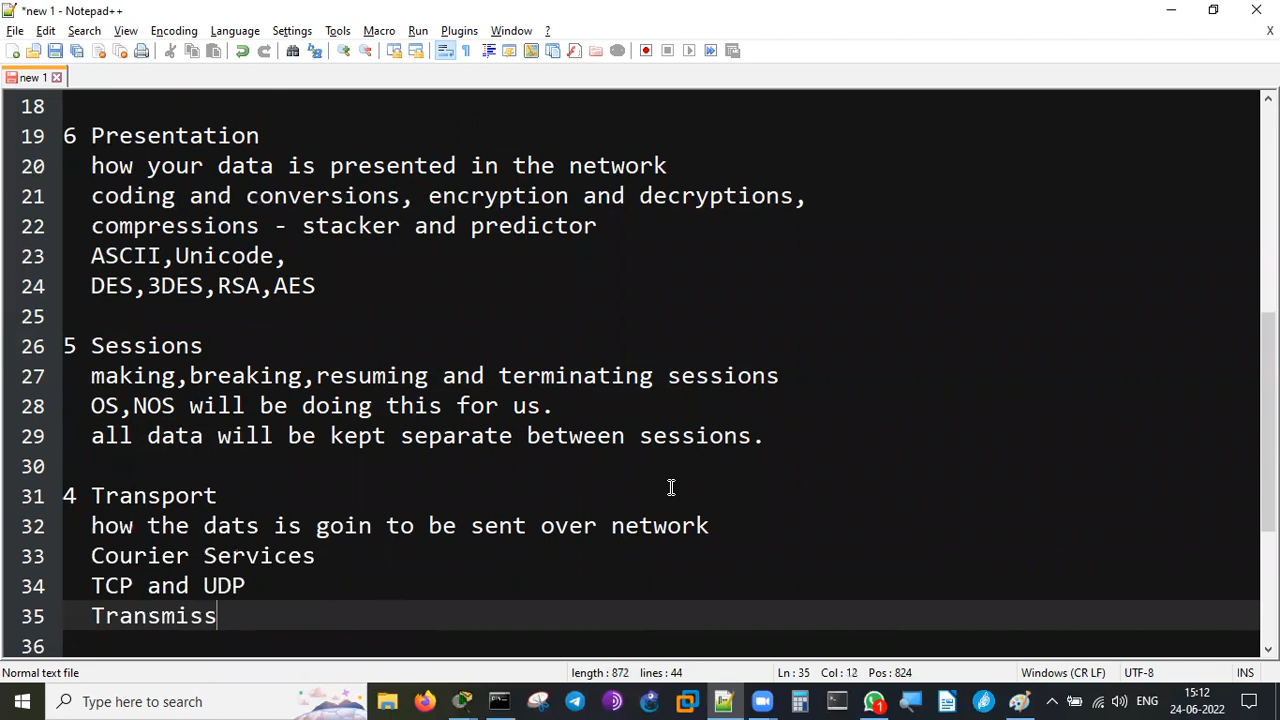 *new 1 - Notepad++
File Edit Search View Encoding Language Settings Tools Macro Run Plugins Window ? X
new 1
18
19 6 Presentation
20 how your data is presented in the network
21 coding and conversions, encryption and decryptions,
22 compressions - stacker and predictor
23 ASCII,Unicode,
24 DES,3DES,RSA,AES
25
26 5 Sessions
27 making,breaking,resuming and terminating sessions
28 OS,NOS will be doing this for us.
29 all data will be kept separate between sessions.
30
31 4 Transport
32 how the dats is goin to be sent over network
33 Courier Services
34 TCP and UDP
35 Transmiss
36
Normal text file length : 872 lines : 44 Ln : 35 Col : 12 Pos : 824 Windows (CR LF) UTF-8 INS
Type here to search 1 ENG 15:12
24-06-2022